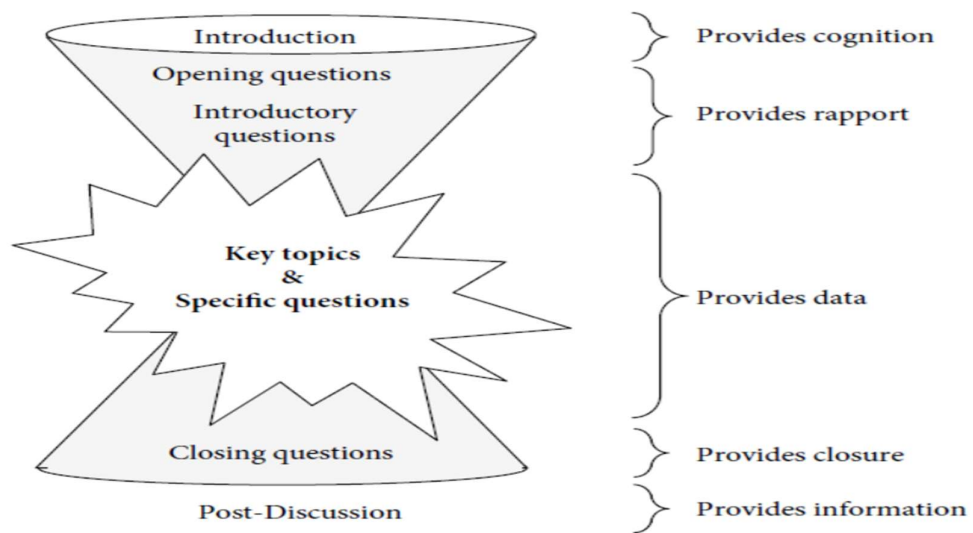 Introduction
Provides cognition
Opening questions
Introductory
questions
Provides rapport
Key topics
&
Specific questions
Provides data
Closing questions
Provides closure
Post-Discussion
Provides information